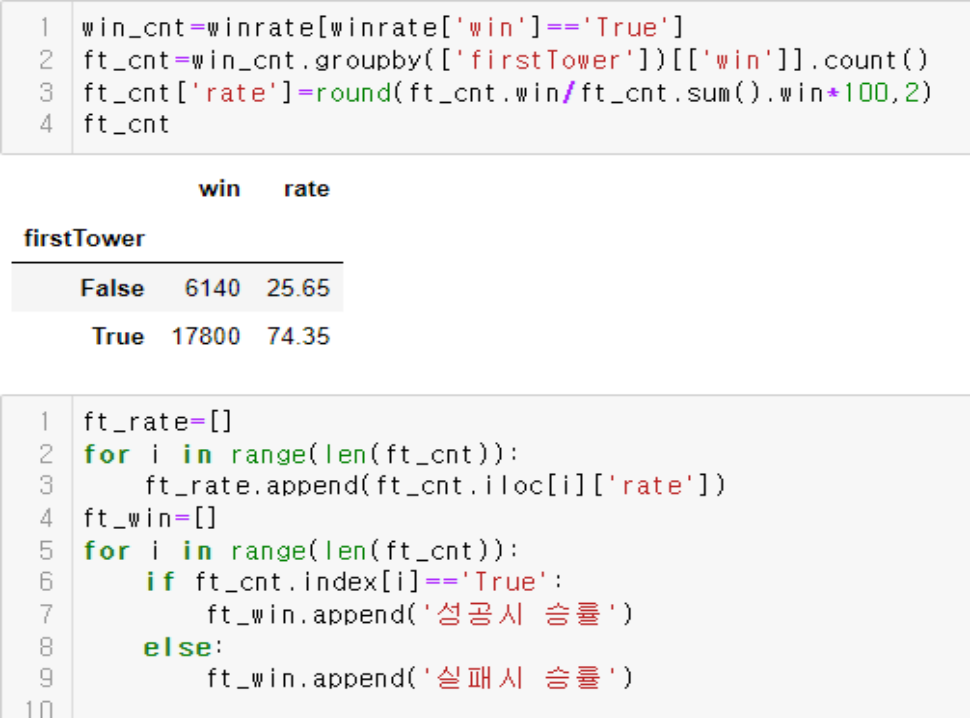 1 win_cnt=winrate[winrate['win']=='True']
2 ft_cnt=win_cnt.groupby(['firstTower'])[['win']].count()
3 ft_cnt['rate']=round(ft_cnt.win/ft_cnt.sum().win*100,2)
4 ft_cnt
win rate
firstTower
False 6140 25.65
True 17800 74.35
1 ft_rate=[]
2 for i in range(len(ft_cnt)):
3     ft_rate.append(ft_cnt.iloc[i]['rate'])
4 ft_win=[]
5 for i in range(len(ft_cnt)):
6     if ft_cnt.index[i]=='True':
7         ft_win.append('성공시 승률')
8     else:
9         ft_win.append('실패시 승률')
10